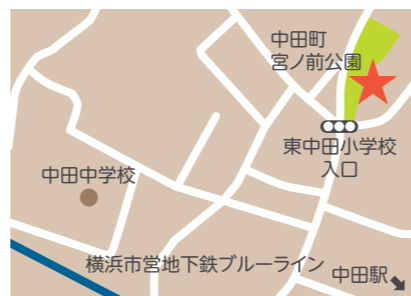 中田町
宮ノ前公園
東中田小学校
入口
中田中学校
横浜市営地下鉄ブルーライン
中田駅